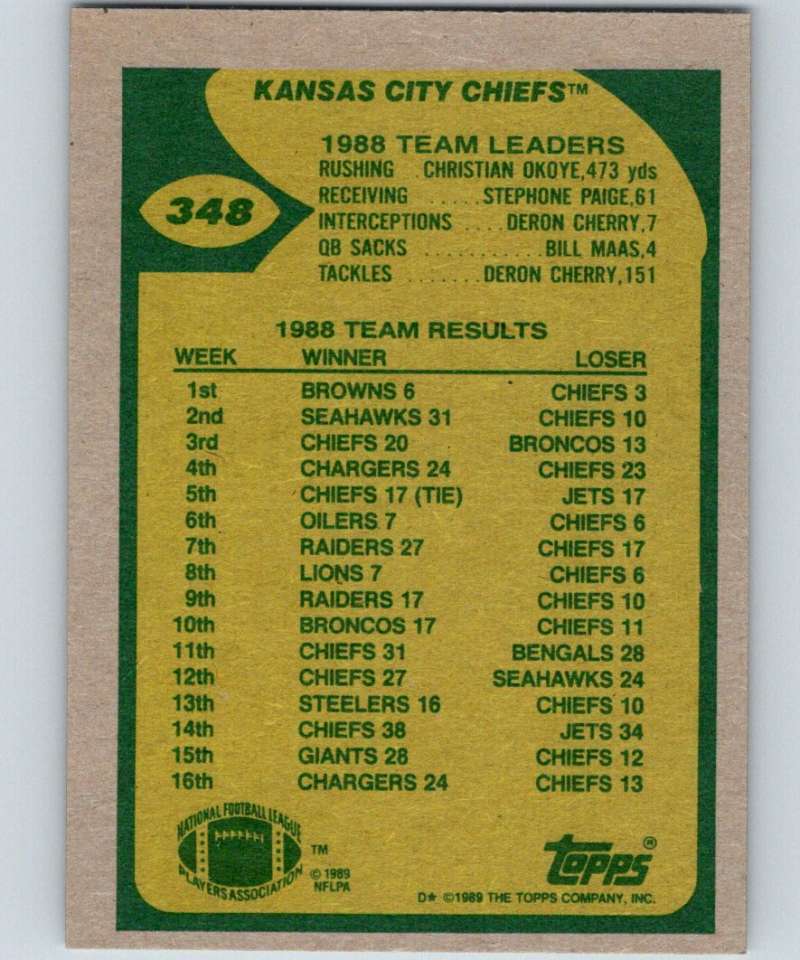 KANSAS CITY CHIEFS™
1988 TEAM LEADERS
RUSHING . CHRISTIAN OKOYE,473 yds
RECEIVING ..... STEPHONE PAIGE,61
348
INTERCEPTIONS .... DERON CHERRY,7
QB SACKS ........... BILL MAAS,4
TACKLES ....... DERON CHERRY,151
1988 TEAM RESULTS
WEEK WINNER LOSER
1st BROWNS 6 CHIEFS 3
2nd SEAHAWKS 31 CHIEFS 10
3rd CHIEFS 20 BRONCOS 13
4th CHARGERS 24 CHIEFS 23
5th CHIEFS 17 (TIE) JETS 17
6th OILERS 7 CHIEFS 6
7th RAIDERS 27 CHIEFS 17
8th LIONS 7 CHIEFS 6
9th RAIDERS 17 CHIEFS 10
10th BRONCOS 17 CHIEFS 11
11th CHIEFS 31 BENGALS 28
12th CHIEFS 27 SEAHAWKS 24
13th STEELERS 16 CHIEFS 10
14th CHIEFS 38 JETS 34
15th GIANTS 28 CHIEFS 12
16th CHARGERS 24 CHIEFS 13
NATIONAL FOOTBALL LEAGUE
PLAYERS ASSOCIATION
™
© 1989
NFLPA
topps®
D★ ©1989 THE TOPPS COMPANY, INC.